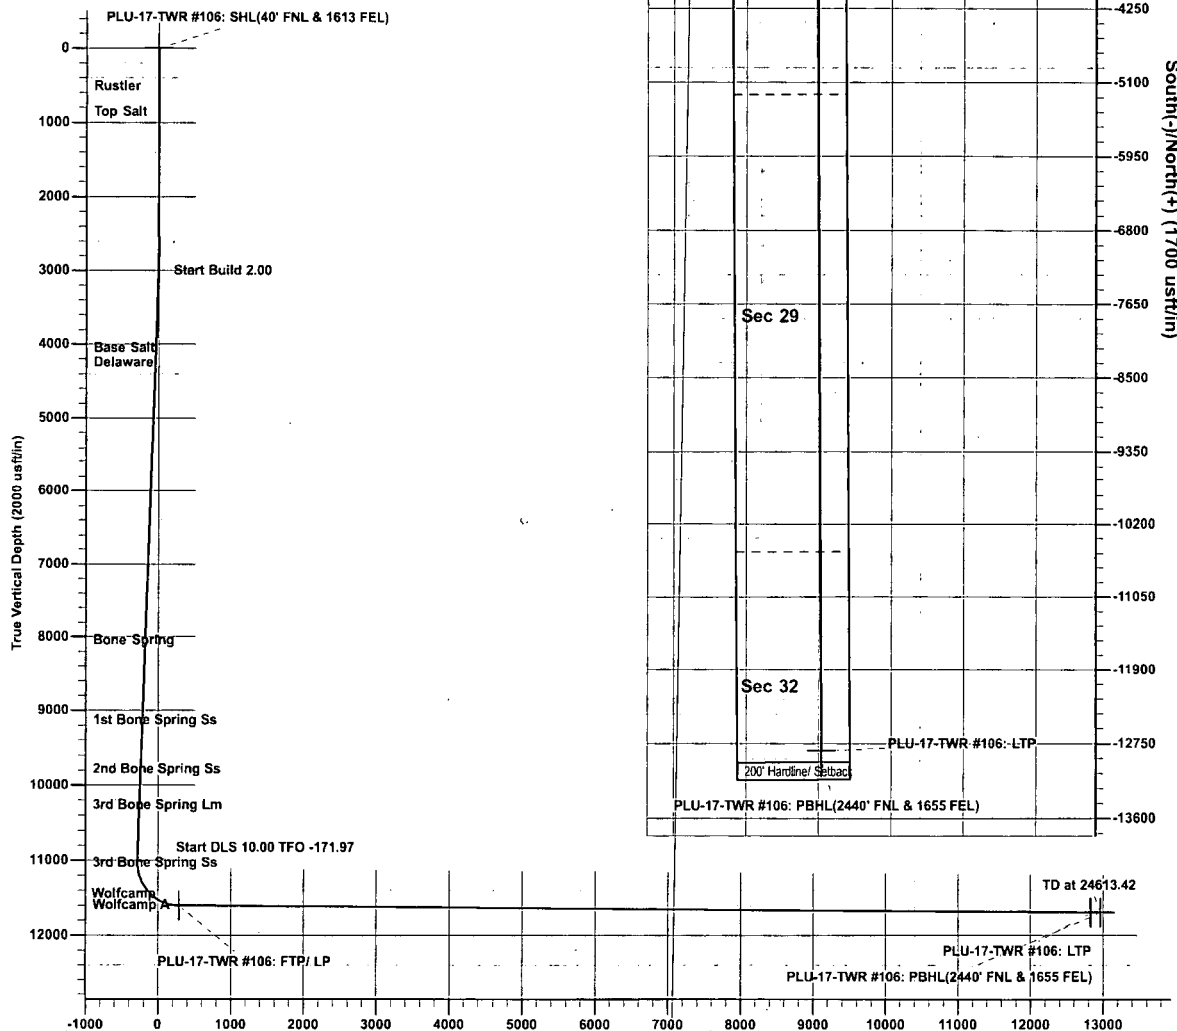 PLU-17-TWR #106: SHL(40' FNL & 1613 FEL)
0
Rustler
Top Salt
1000
2000
3000
Start Build 2.00
4000
Base Salt
Delaware
5000
6000
7000
8000
Bone Spring
9000
1st Bone Spring Ss
2nd Bone Spring Ss
10000
3rd Bone Spring Lm
Start DLS 10.00 TFO -171.97
11000
3rd Bone Spring Ss
Wolfcamp
Wolfcamp A
12000
True Vertical Depth (2000 usft/in)
PLU-17-TWR #106: FTP/ LP
TD at 24613.42
PLU-17-TWR #106: LTP
PLU-17-TWR #106: PBHL(2440' FNL & 1655 FEL)
-1000
0
1000
2000
3000
4000
5000
6000
7000
8000
9000
10000
11000
12000
13000
-4250
-5100
-5950
-6800
-7650
-8500
-9350
-10200
-11050
-11900
-12750
-13600
South(-)/North(+) (1700 usft/in)
Sec 29
Sec 32
PLU-17-TWR #106: LTP
200' Hardline/ Setback
PLU-17-TWR #106: PBHL(2440' FNL & 1655 FEL)